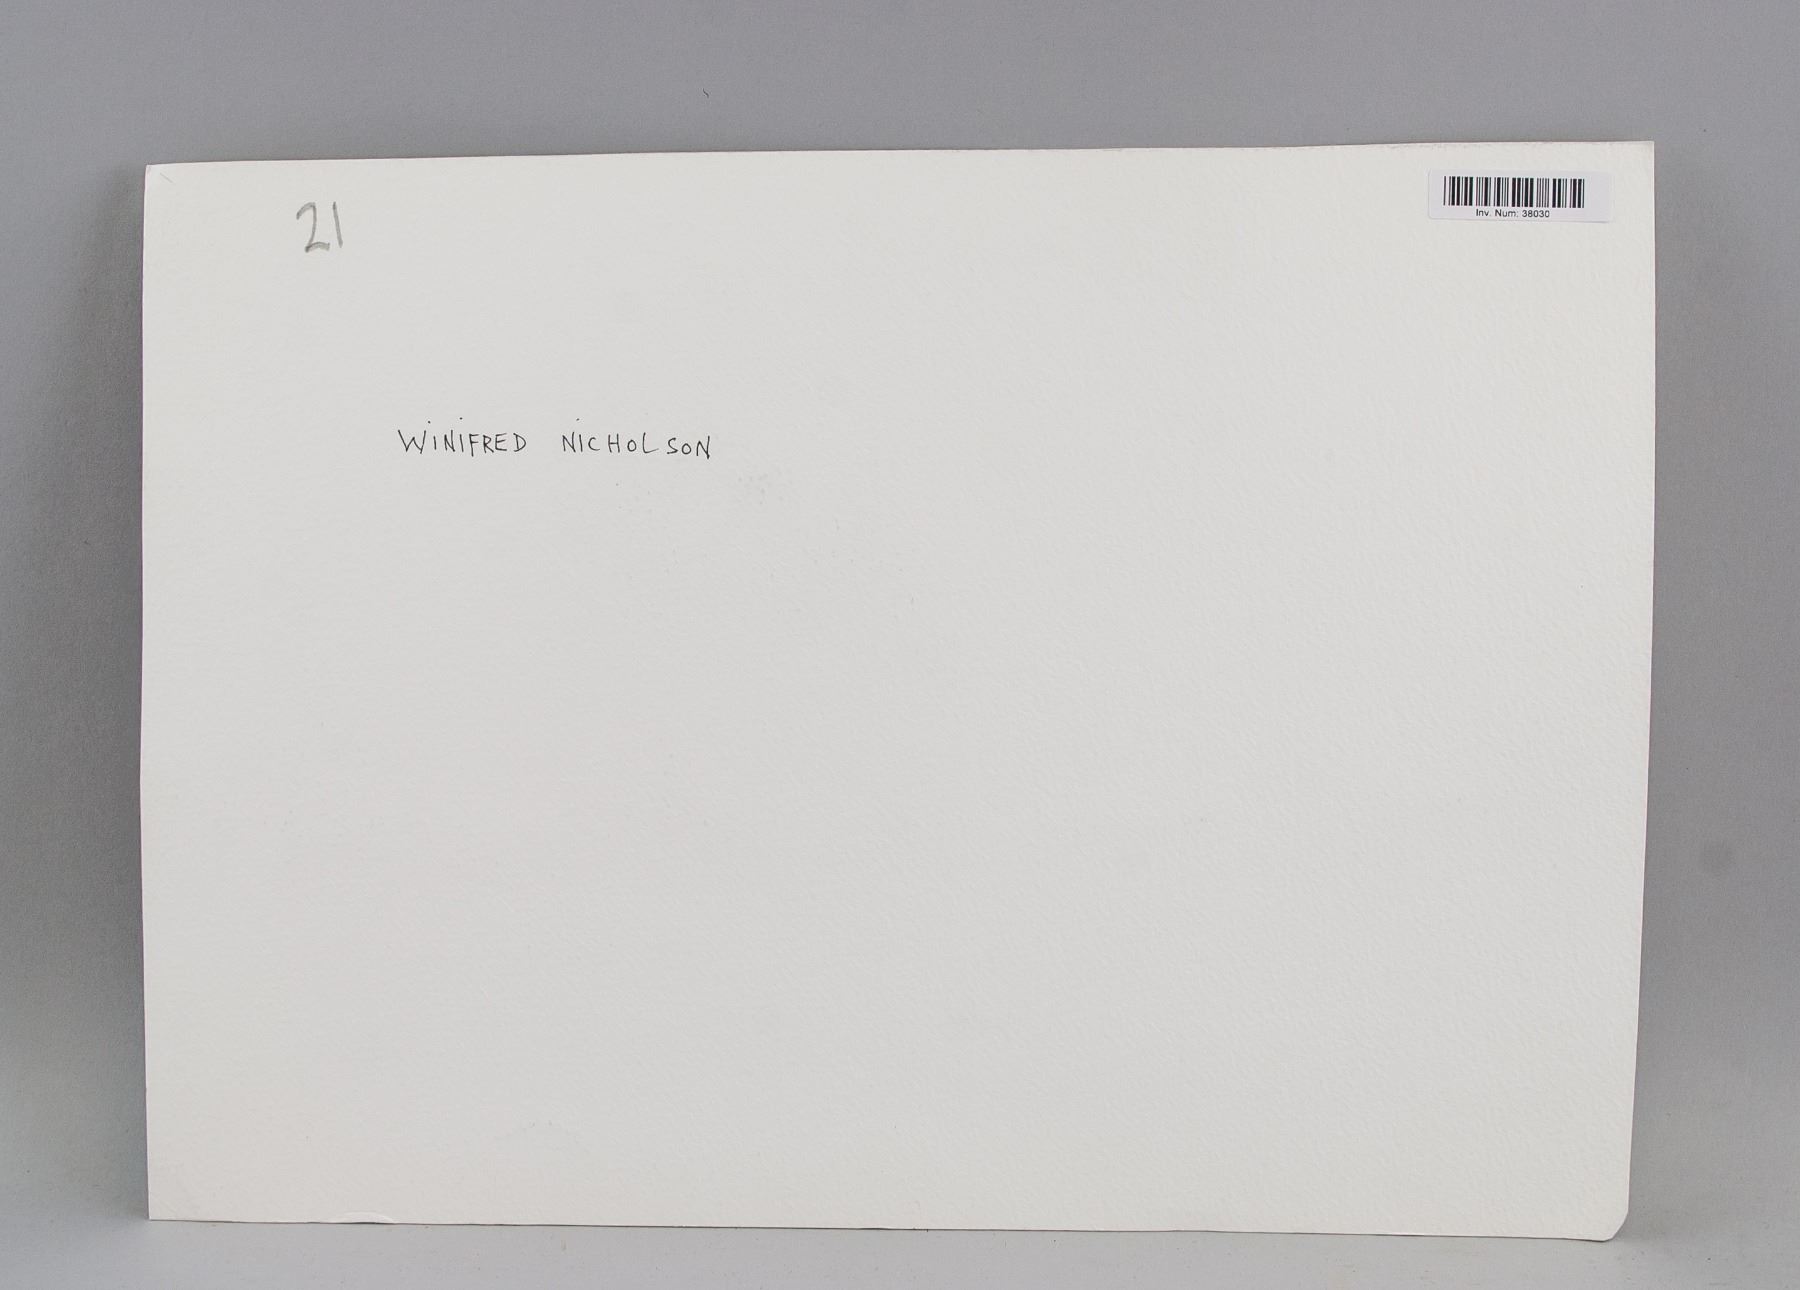 21
Inv. Num: 38030
WINIFRED NICHOLSON